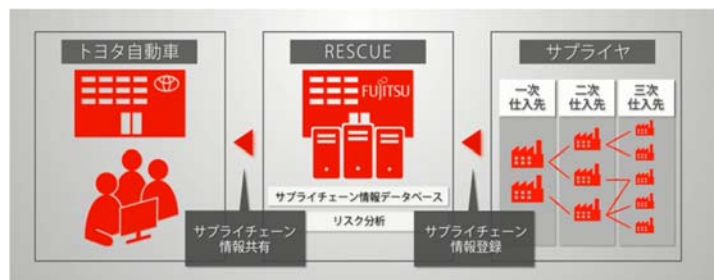 トヨタ自動車
RESCUE
サプライヤ
FUJITSU
一次
仕入先
二次
仕入先
三次
仕入先
サプライチェーン情報データベース
リスク分析
サプライチェーン
情報共有
サプライチェーン
情報登録